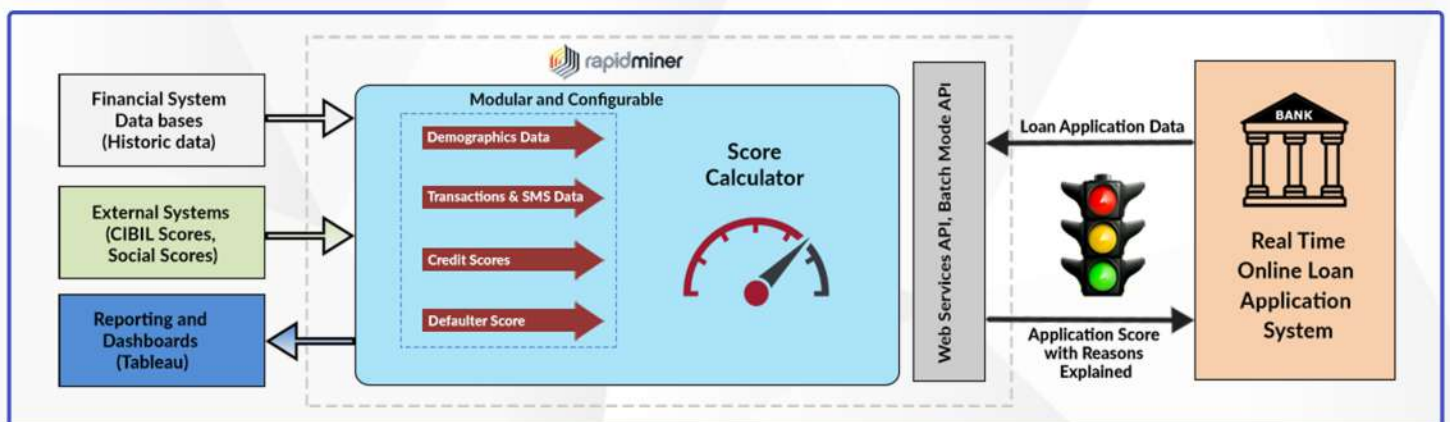 rapidminer
Financial System
Data bases
(Historic data)
External Systems
(CIBIL Scores,
Social Scores)
Reporting and
Dashboards
(Tableau)
Modular and Configurable
Demographics Data
Transactions & SMS Data
Credit Scores
Defaulter Score
Score
Calculator
Web Services API, Batch Mode API
Loan Application Data
Application Score
with Reasons
Explained
BANK
Real Time
Online Loan
Application
System